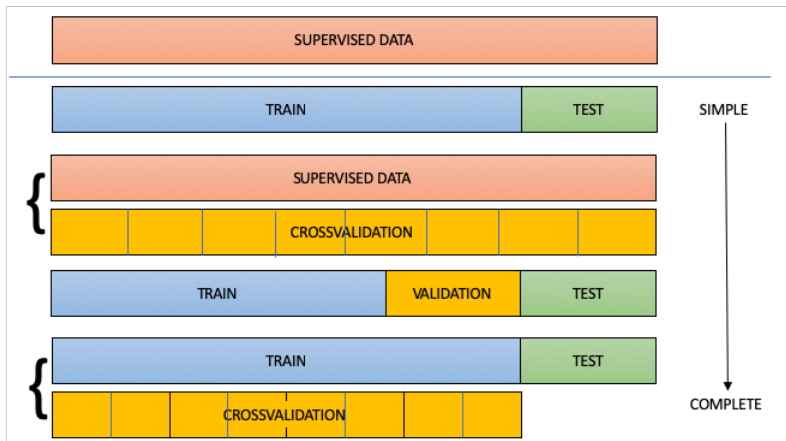 SUPERVISED DATA
TRAIN TEST SIMPLE
SUPERVISED DATA
CROSSVALIDATION
TRAIN VALIDATION TEST
TRAIN TEST
COMPLETE
CROSSVALIDATION